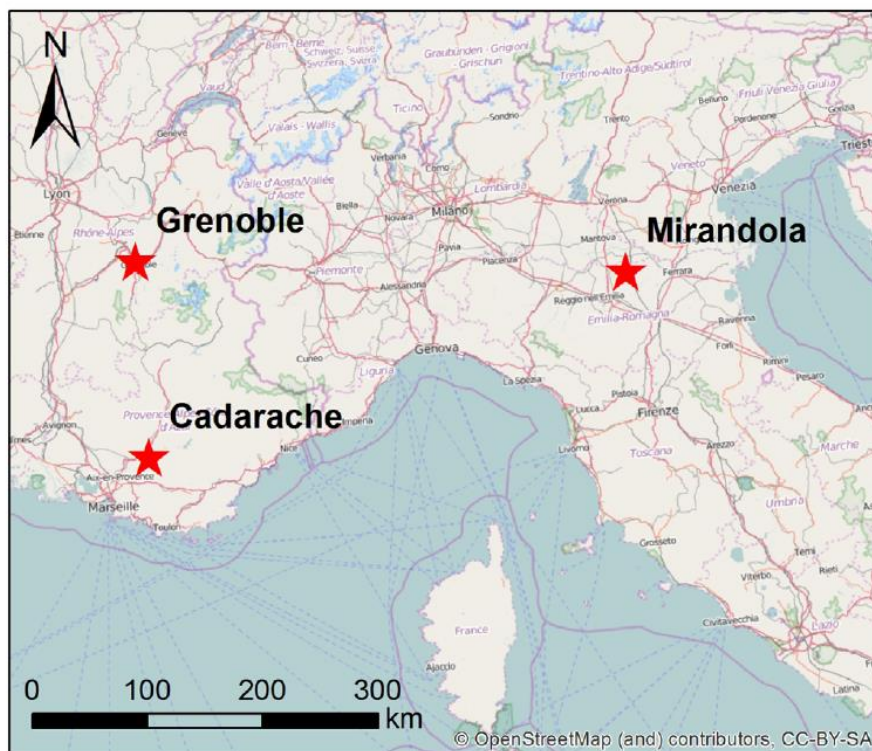 N
Bern - Berne
Schweiz, Suisse
Svizzera, Svizra
Graubünden - Grigioni
- Grischun
Trentino-Alto Adige/Südtirol
Friuli Venezia Giulia
Vaud
Genève
Valais - Wallis
Ticino
Sondrio
Trento
Belluno
Pordenone
Gorizia
Trieste
Lyon
Valle d'Aosta/Vallée
d'Aoste
Verbania
Como
Biella
Lombardia
Veneto
Verona
Venezia
Novara
Milano
Grenoble
Étienne
Rhône-Alpes
Pavia
Piacenza
Mantova
Mirandola
Piemonte
Alessandria
Ferrara
Reggio nell'Emilia
Emilia-Romagna
Ravenna
Cuneo
Genova
Forlì
Rimini
Liguria
La Spezia
Pesaro
Cadarache
Imperia
Pistoia
Lucca
Firenze
Avignon
Nice
Livorno
Arezzo
Marche
Aix-en-Provence
Toscana
Marseille
Toulon
Umbria
Grosseto
Terni
Viterbo
Rieti
France
Civitavecchia
Lazio
Ajaccio
Latina
0 100 200 300
km
© OpenStreetMap (and) contributors, CC-BY-SA